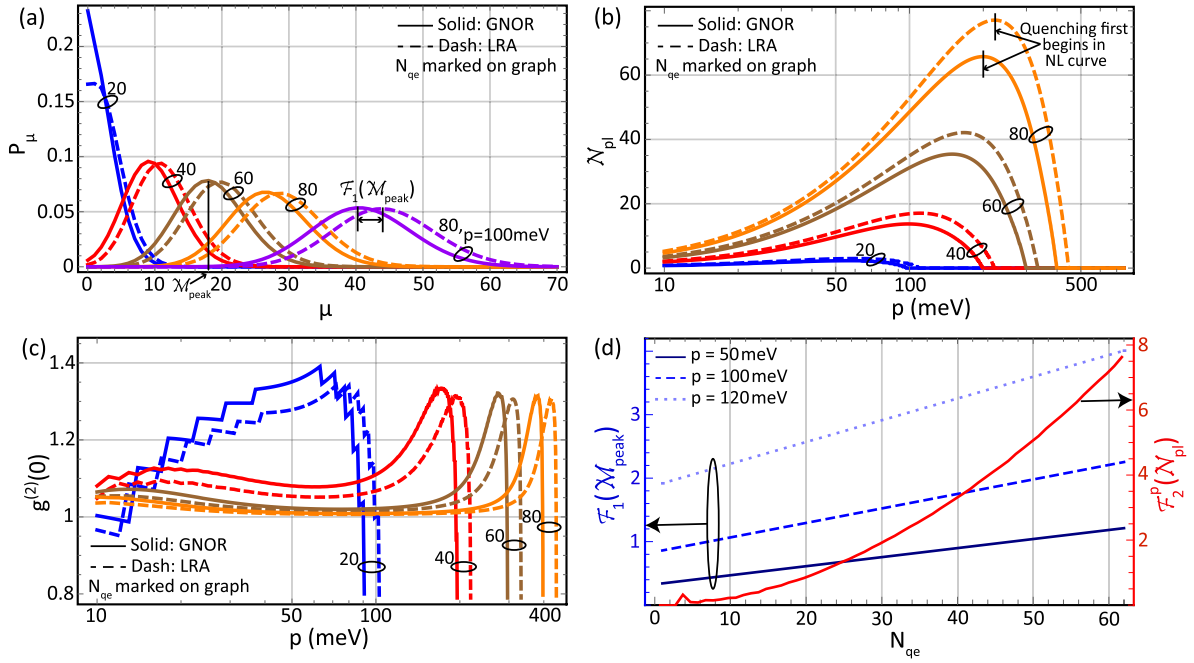 (a)
Solid: GNOR
Dash: LRA
N_qe marked on graph
P_μ
0.2
0.15
0.1
0.05
0
20
40
60
80
F_1(M_peak)
80, p=100meV
M_peak
0 10 20 30 40 50 60 70
μ
(b)
Solid: GNOR
Dash: LRA
N_qe marked on graph
Quenching first
begins in
NL curve
N_pl
60
40
20
0
80
60
40
20
10 50 100 500
p (meV)
(c)
g^(2)(0)
1.4
1.2
1
0.8
Solid: GNOR
Dash: LRA
N_qe marked on graph
20
40
60
80
10 50 100 400
p (meV)
(d)
p = 50meV
p = 100meV
p = 120meV
F_1(M_peak)
3
2
1
F_2^p(N_pl)
8
6
4
2
0 10 20 30 40 50 60
N_qe